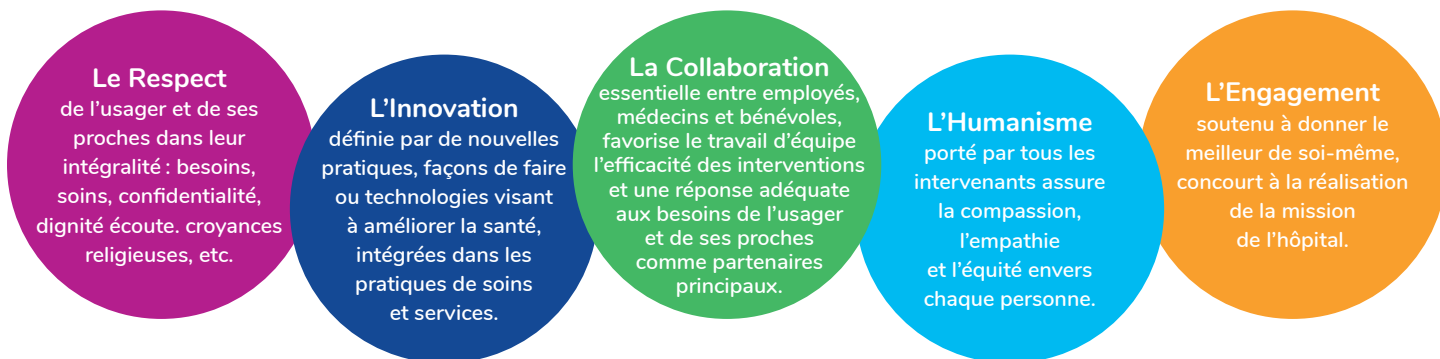 Le Respect
de l'usager et de ses
proches dans leur
intégralité : besoins,
soins, confidentialité,
dignité écoute. croyances
religieuses, etc.
L'Innovation
définie par de nouvelles
pratiques, façons de faire
ou technologies visant
à améliorer la santé,
intégrées dans les
pratiques de soins
et services.
La Collaboration
essentielle entre employés,
médecins et bénévoles,
favorise le travail d'équipe
l'efficacité des interventions
et une réponse adéquate
aux besoins de l'usager
et de ses proches
comme partenaires
principaux.
L'Humanisme
porté par tous les
intervenants assure
la compassion,
l'empathie
et l'équité envers
chaque personne.
L'Engagement
soutenu à donner le
meilleur de soi-même,
concourt à la réalisation
de la mission
de l'hôpital.